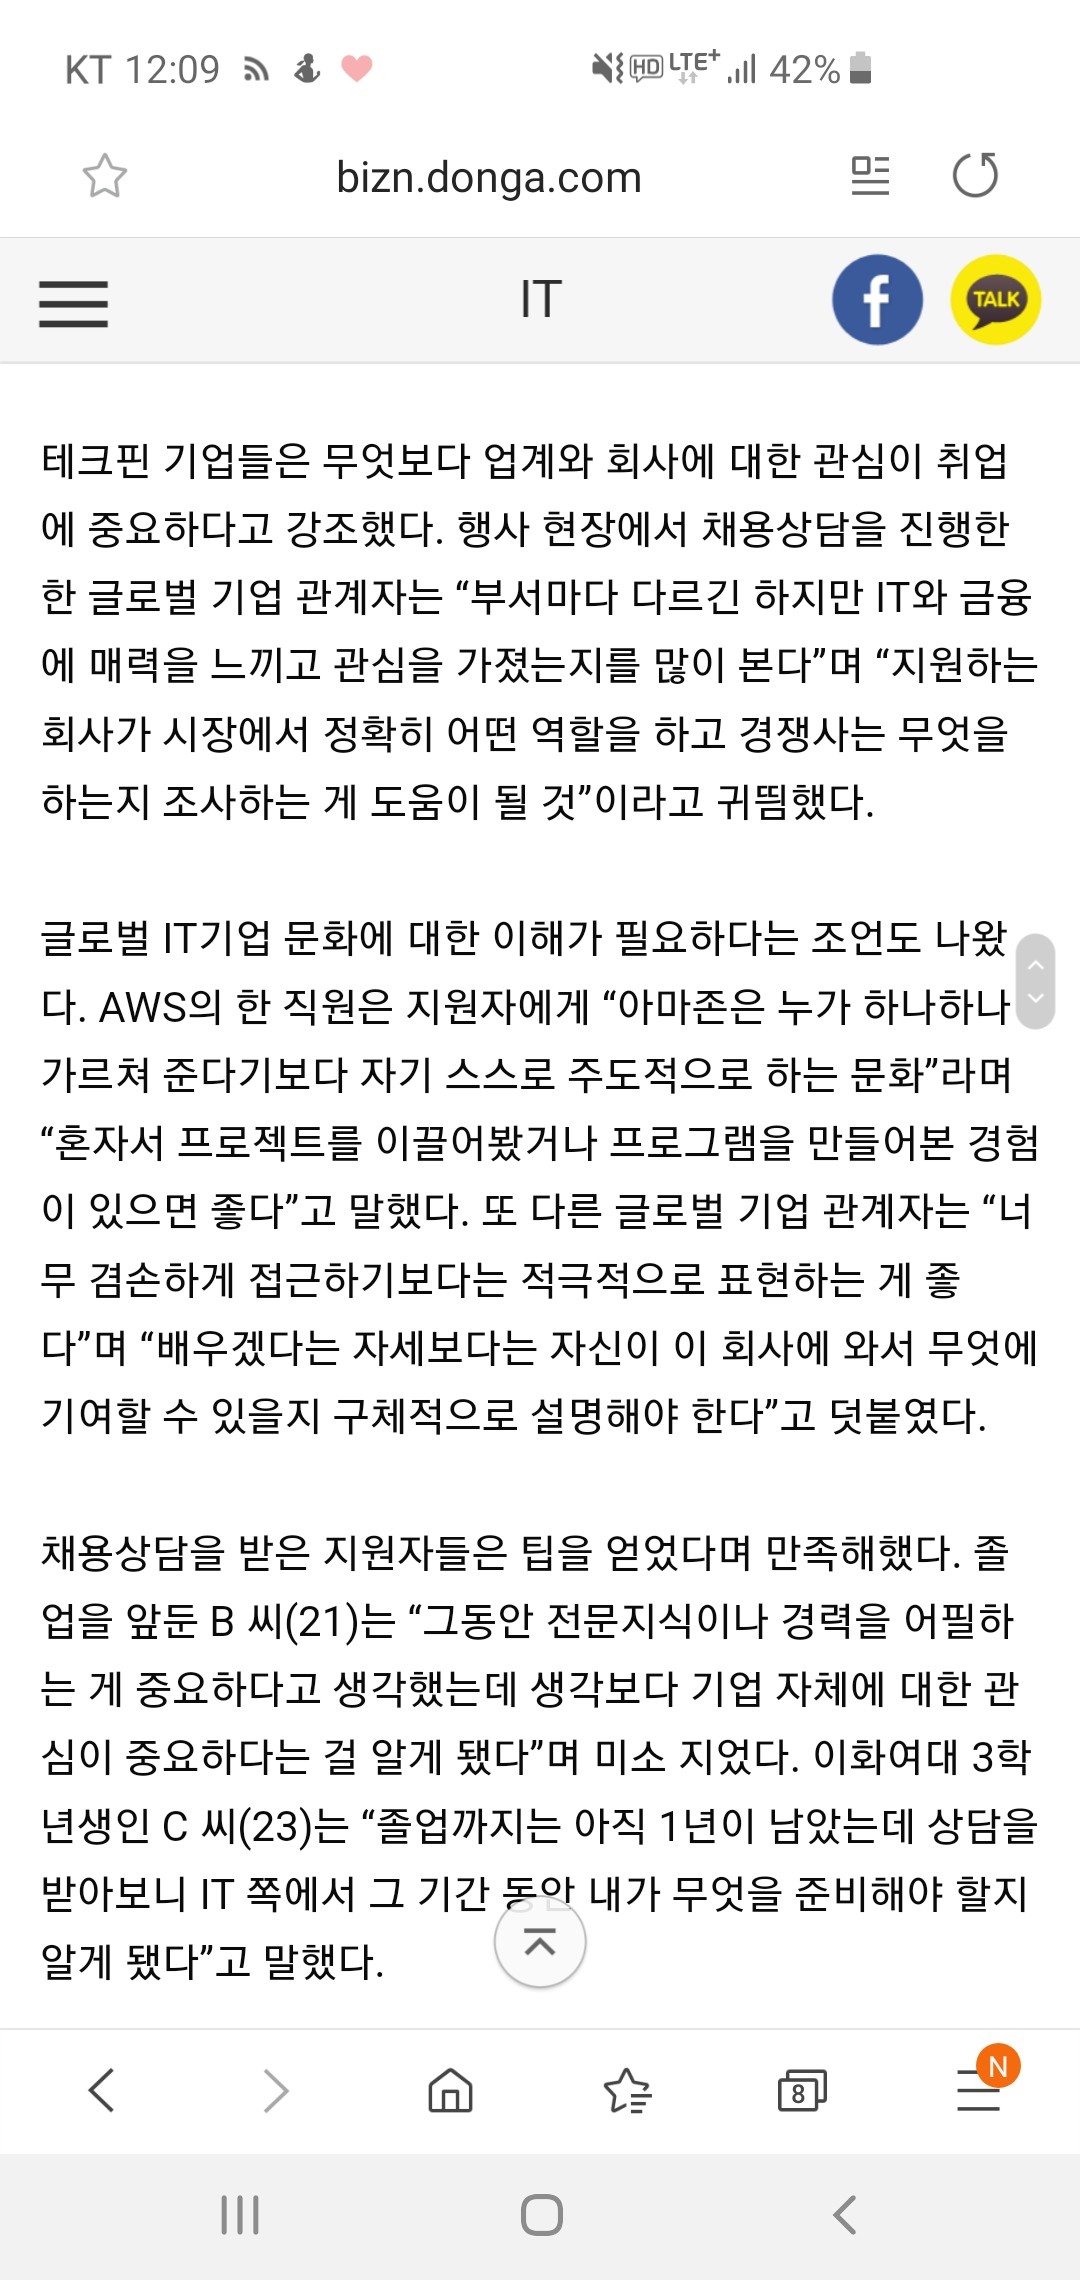 KT 12:09 HD LTE+ 42%
bizn.donga.com
IT
TALK
테크핀 기업들은 무엇보다 업계와 회사에 대한 관심이 취업
에 중요하다고 강조했다. 행사 현장에서 채용상담을 진행한
한 글로벌 기업 관계자는 “부서마다 다르긴 하지만 IT와 금융
에 매력을 느끼고 관심을 가졌는지를 많이 본다”며 “지원하는
회사가 시장에서 정확히 어떤 역할을 하고 경쟁사는 무엇을
하는지 조사하는 게 도움이 될 것”이라고 귀띔했다.
글로벌 IT기업 문화에 대한 이해가 필요하다는 조언도 나왔
다. AWS의 한 직원은 지원자에게 “아마존은 누가 하나하나
가르쳐 준다기보다 자기 스스로 주도적으로 하는 문화”라며
“혼자서 프로젝트를 이끌어봤거나 프로그램을 만들어본 경험
이 있으면 좋다”고 말했다. 또 다른 글로벌 기업 관계자는 “너
무 겸손하게 접근하기보다는 적극적으로 표현하는 게 좋
다”며 “배우겠다는 자세보다는 자신이 이 회사에 와서 무엇에
기여할 수 있을지 구체적으로 설명해야 한다”고 덧붙였다.
채용상담을 받은 지원자들은 팁을 얻었다며 만족해했다. 졸
업을 앞둔 B 씨(21)는 “그동안 전문지식이나 경력을 어필하
는 게 중요하다고 생각했는데 생각보다 기업 자체에 대한 관
심이 중요하다는 걸 알게 됐다”며 미소 지었다. 이화여대 3학
년생인 C 씨(23)는 “졸업까지는 아직 1년이 남았는데 상담을
받아보니 IT 쪽에서 그 기간 동안 내가 무엇을 준비해야 할지
알게 됐다”고 말했다.
8 N